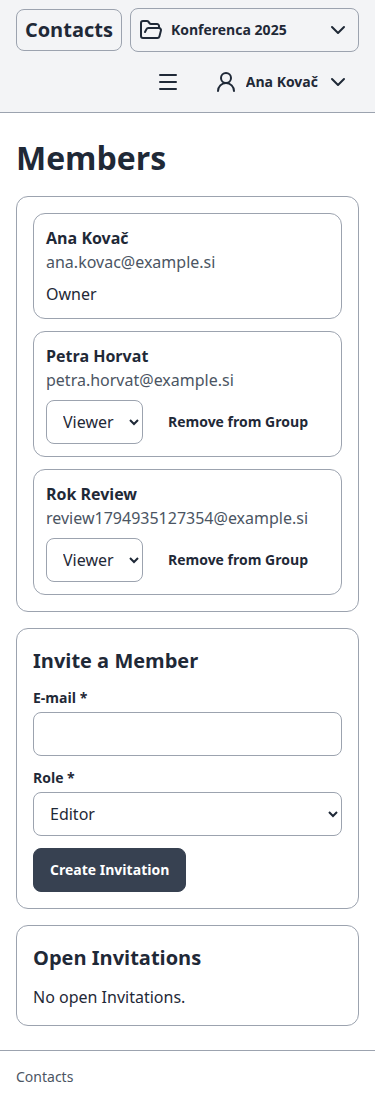 Contacts
Konferenca 2025
Ana Kovač
Members
Ana Kovač
ana.kovac@example.si
Owner
Petra Horvat
petra.horvat@example.si
Viewer
Remove from Group
Rok Review
review1794935127354@example.si
Viewer
Remove from Group
Invite a Member
E-mail *
Role *
Editor
Create Invitation
Open Invitations
No open Invitations.
Contacts